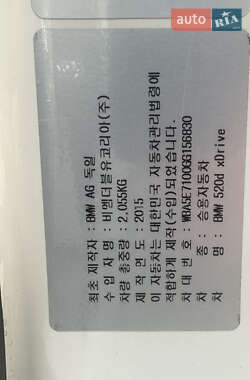 auto RIA
최초 제작자 : BMW AG 독일
수 입 자 명 : 비엠더블유코리아(주)
차량 총중량 : 2.055KG
제 작 연 도 : 2015
이 자동차는 대한민국 자동차관리법령에
적합하게 제작(수입)되었습니다.
차 대 번 호 : WBA5E7100GG156830
차 종 : 승용자동차
차 명 : BMW 520d xDrive